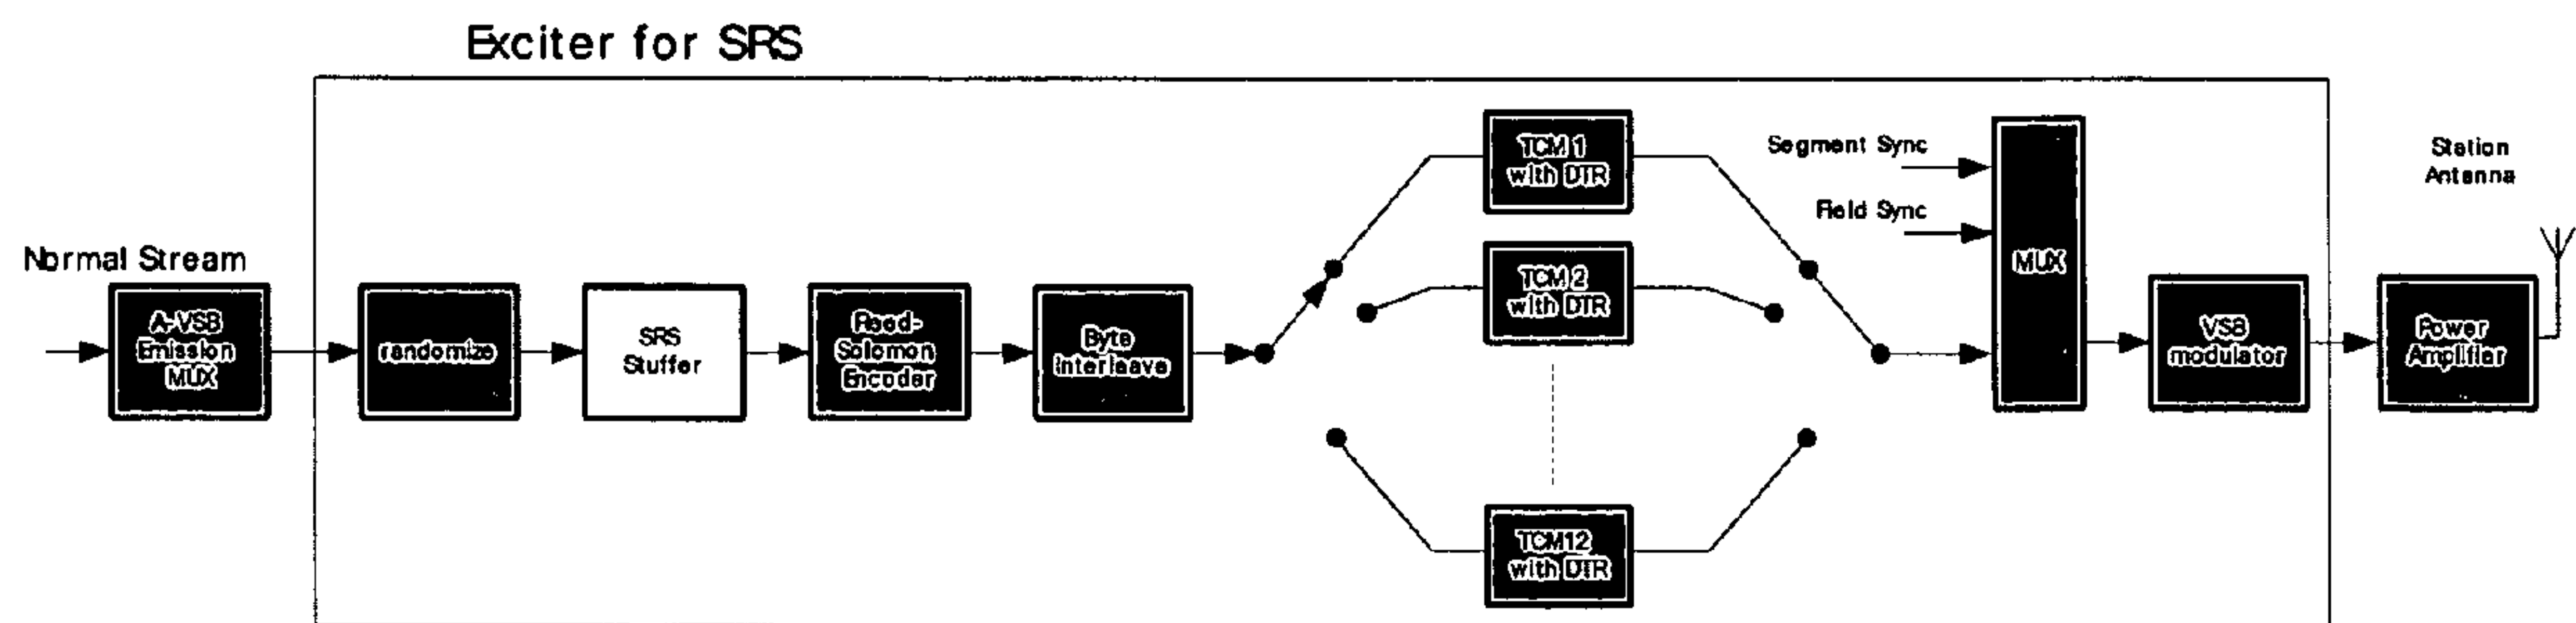 Exciter for SRS
Normal Stream
A-VSB
Emission
MUX
randomize
SRS
Stuffer
Reed-
Solomon
Encoder
Byte
interleave
TCM 1
with DTR
TCM 2
with DTR
TCM12
with DTR
Segment Sync
Field Sync
MUX
VSB
modulator
Station
Antenna
Power
Amplifier